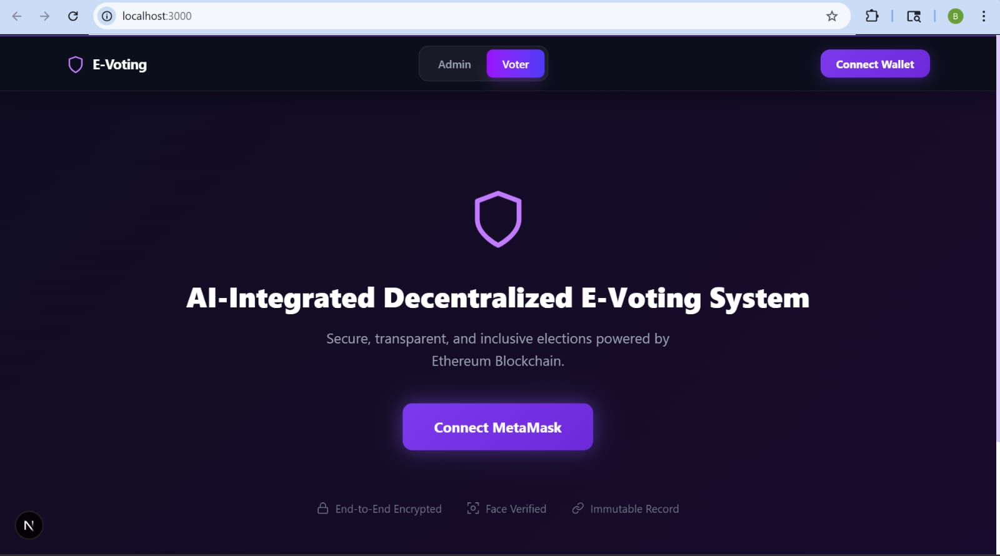 localhost:3000
B
E-Voting
Admin
Voter
Connect Wallet
AI-Integrated Decentralized E-Voting System
Secure, transparent, and inclusive elections powered by
Ethereum Blockchain.
Connect MetaMask
End-to-End Encrypted
Face Verified
Immutable Record
N